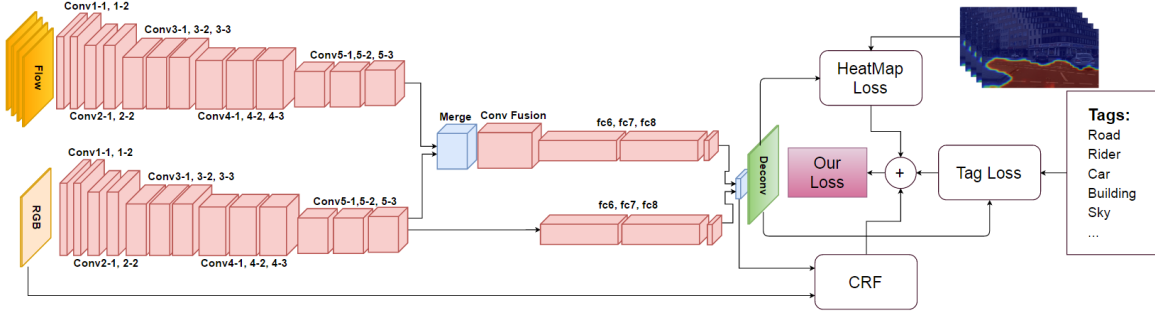 Conv1-1, 1-2
Conv3-1, 3-2, 3-3
Conv5-1,5-2, 5-3
Flow
Conv2-1, 2-2
Conv4-1, 4-2, 4-3
Merge
Conv Fusion
fc6, fc7, fc8
HeatMap
Loss
Tags:
Road
Rider
Car
Building
Sky
...
Deconv
Our
Loss
+
Tag Loss
Conv1-1, 1-2
Conv3-1, 3-2, 3-3
Conv5-1,5-2, 5-3
RGB
Conv2-1, 2-2
Conv4-1, 4-2, 4-3
fc6, fc7, fc8
CRF